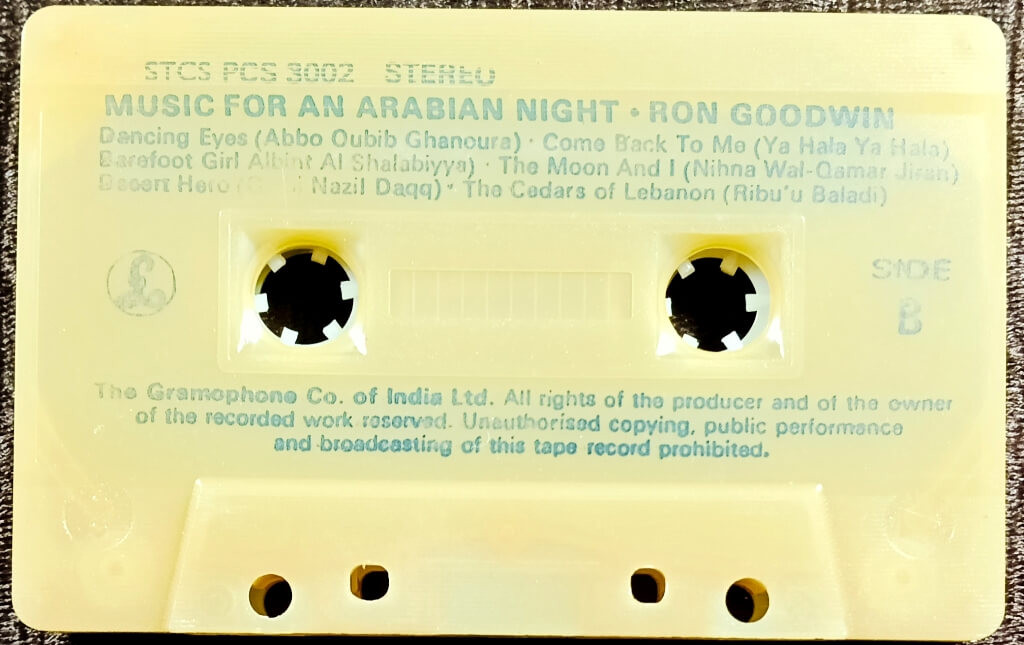 STCS PCS 3002 STEREO
MUSIC FOR AN ARABIAN NIGHT • RON GOODWIN
Dancing Eyes (Abbo Oubib Ghanoura) · Come Back To Me (Ya Hala Ya Hala)
Barefoot Girl Albint Al Shalabiyya) · The Moon And I (Nihna Wal-Qamar Jiran)
Desert Hero ( Nazil Daqq) · The Cedars of Lebanon (Ribu'u Baladi)
£
SIDE
B
The Gramophone Co. of India Ltd. All rights of the producer and of the owner
of the recorded work reserved. Unauthorised copying, public performance
and broadcasting of this tape record prohibited.